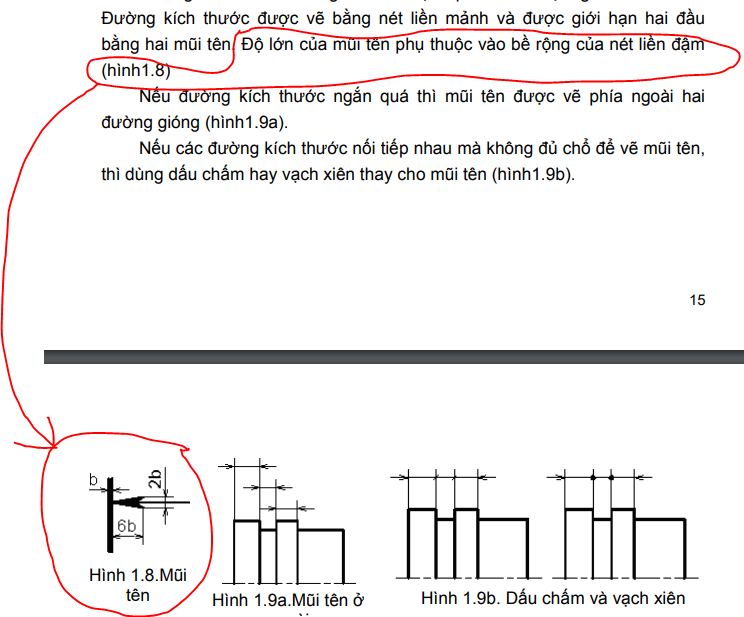 Đường kích thước được vẽ bằng nét liền mảnh và được giới hạn hai đầu
bằng hai mũi tên. Độ lớn của mũi tên phụ thuộc vào bề rộng của nét liền đậm
(hình1.8)
Nếu đường kích thước ngắn quá thì mũi tên được vẽ phía ngoài hai
đường gióng (hình1.9a).
Nếu các đường kích thước nối tiếp nhau mà không đủ chổ để vẽ mũi tên,
thì dùng dấu chấm hay vạch xiên thay cho mũi tên (hình1.9b).
15
b
2b
6b
Hình 1.8.Mũi
tên
Hình 1.9a.Mũi tên ở
Hình 1.9b. Dấu chấm và vạch xiên